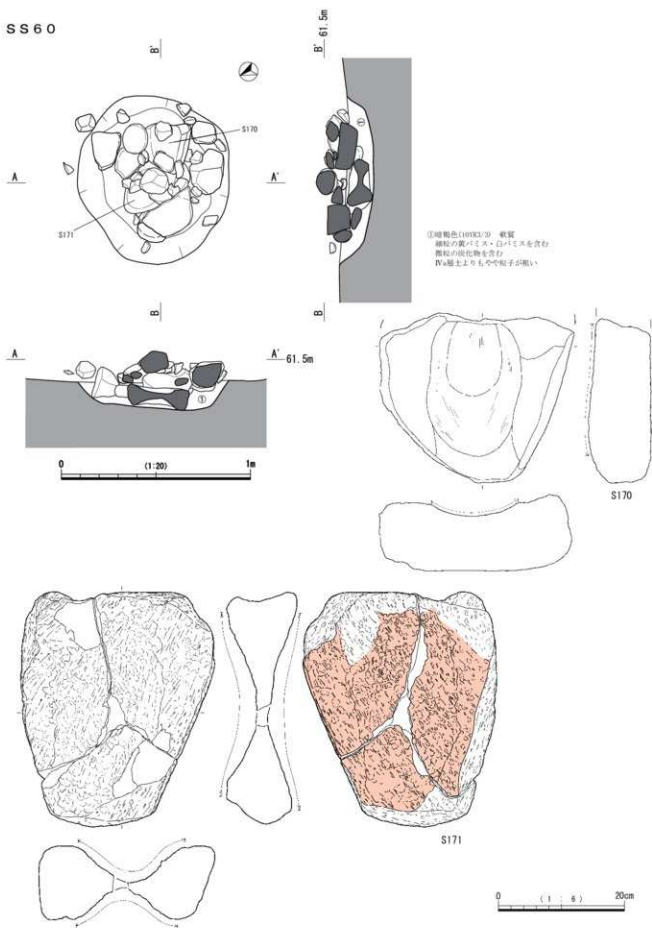 SS60
B'
B' 61.5m
S170
A
A'
S171
①暗褐色(10YR3/3) 軟質
細粒の黄パミス・白パミスを含む
微粒の炭化物を含む
Ⅳa層土よりもやや粒子が粗い
B
B
A
A' 61.5m
①
0 (1:20) 1m
S170
S171
0 (1:6) 20cm